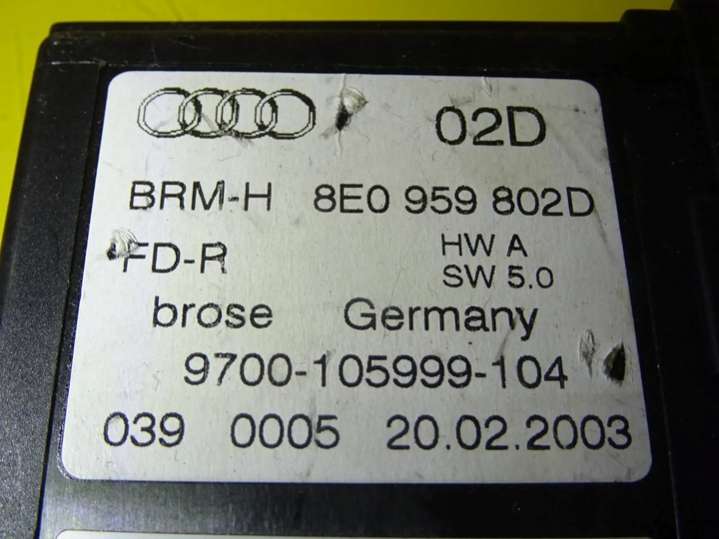 02D
BRM-H 8E0 959 802D
FD-R HW A
SW 5.0
brose Germany
9700-105999-104
039 0005 20.02.2003